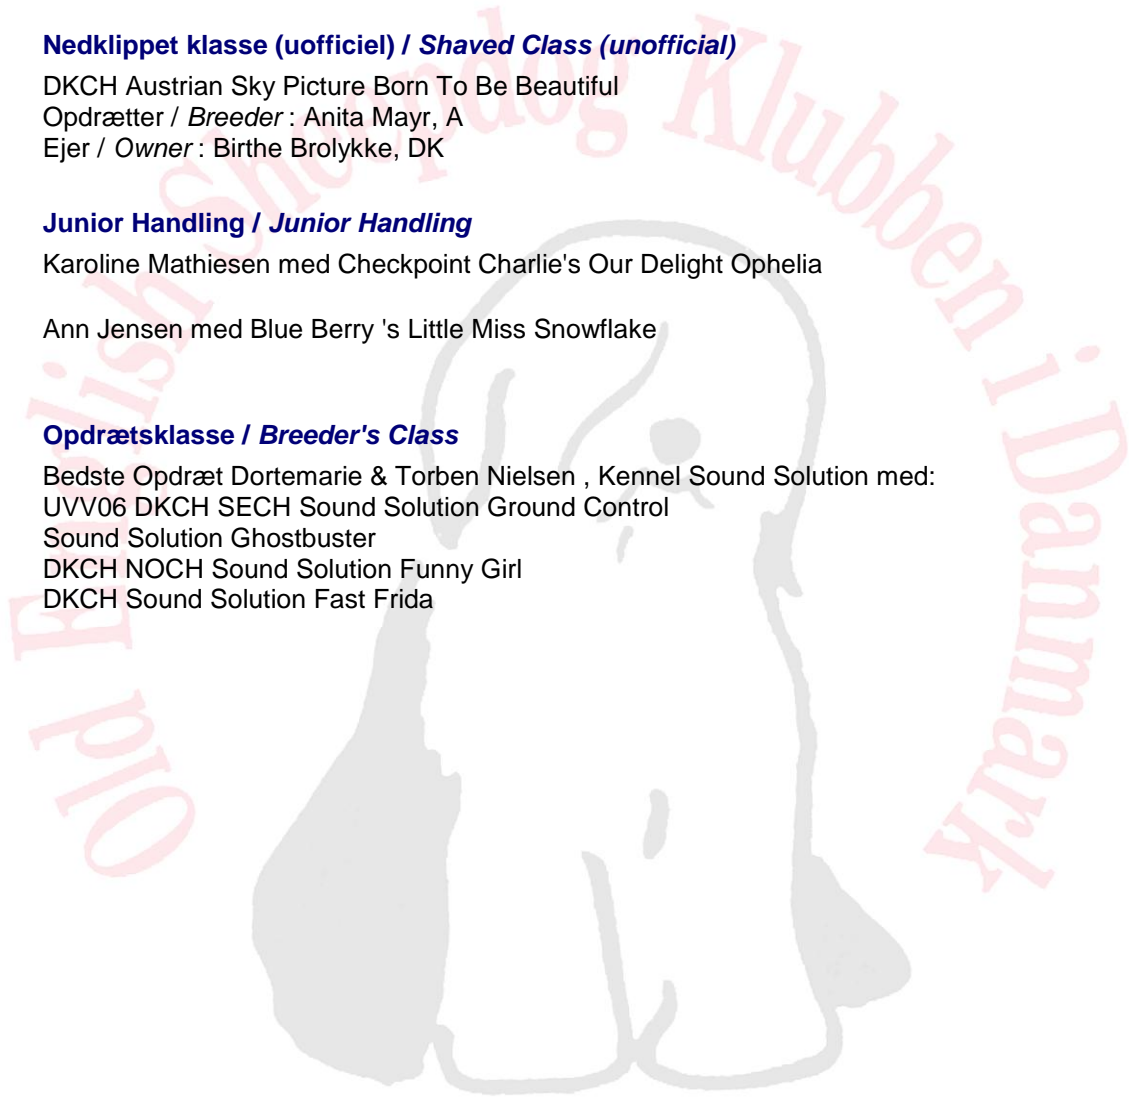 Nedklippet klasse (uofficiel) / Shaved Class (unofficial)
DKCH Austrian Sky Picture Born To Be Beautiful
Opdrætter / Breeder : Anita Mayr, A
Ejer / Owner : Birthe Brolykke, DK
Junior Handling / Junior Handling
Karoline Mathiesen med Checkpoint Charlie's Our Delight Ophelia
Ann Jensen med Blue Berry 's Little Miss Snowflake
Opdrætsklasse / Breeder's Class
Bedste Opdræt Dortemarie & Torben Nielsen , Kennel Sound Solution med:
UVV06 DKCH SECH Sound Solution Ground Control
Sound Solution Ghostbuster
DKCH NOCH Sound Solution Funny Girl
DKCH Sound Solution Fast Frida
Old English Sheepdog Klubben i Danmark